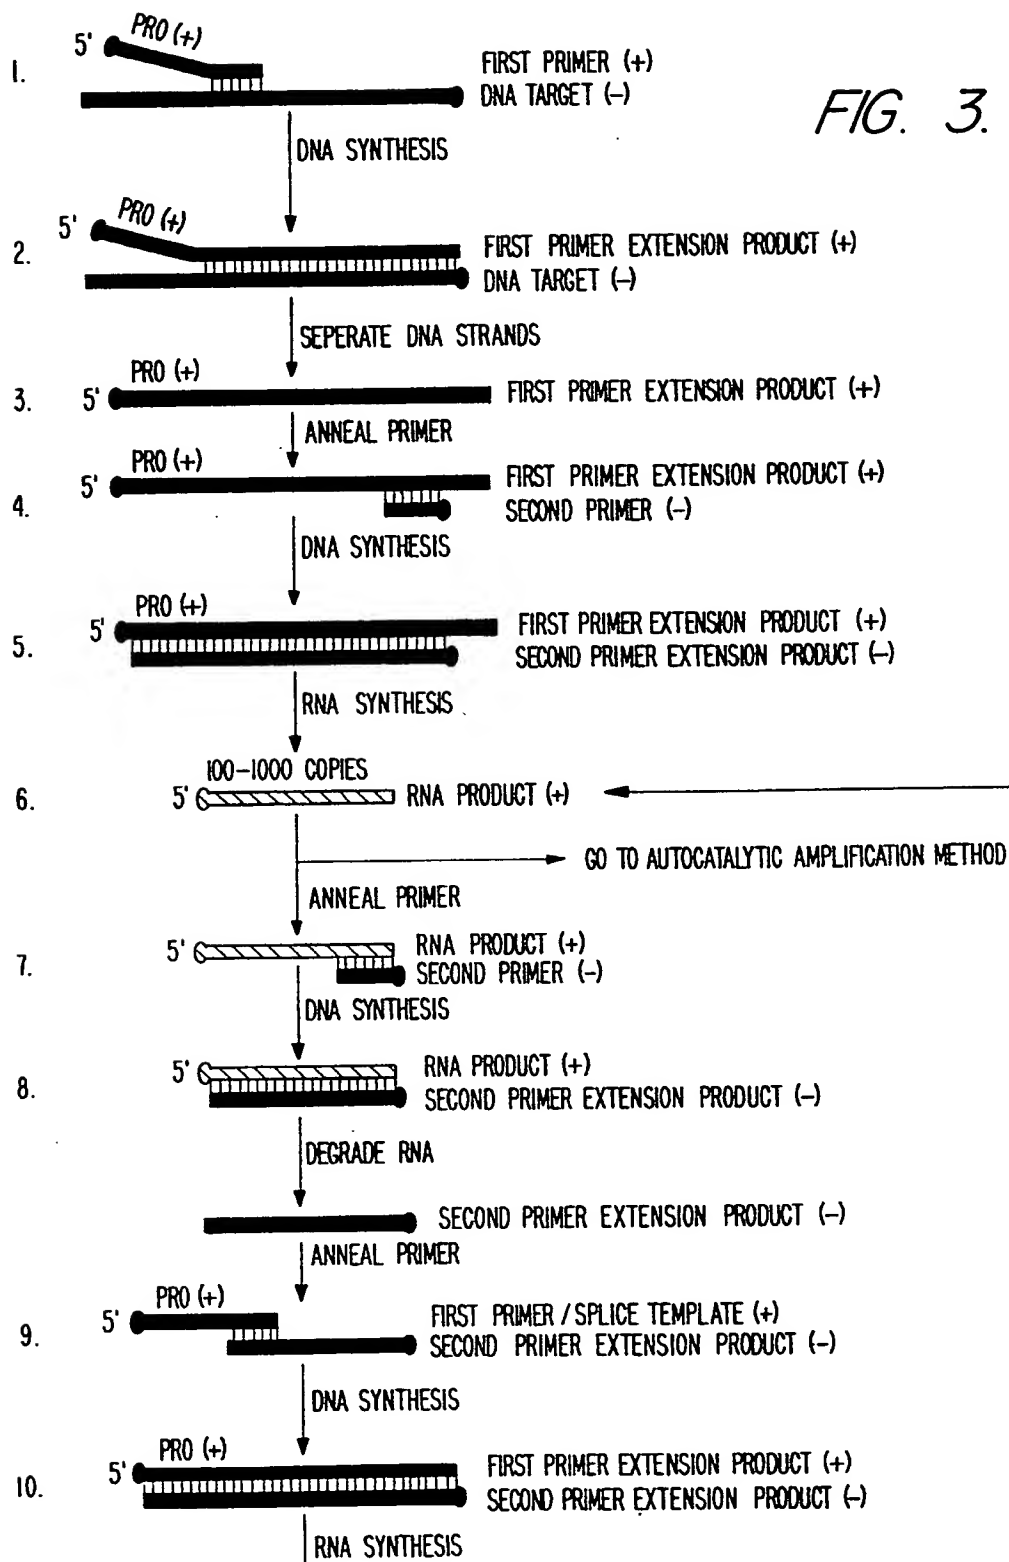 FIG. 3.
1.
5' PRO (+)
FIRST PRIMER (+)
DNA TARGET (-)
DNA SYNTHESIS
2.
5' PRO (+)
FIRST PRIMER EXTENSION PRODUCT (+)
DNA TARGET (-)
SEPERATE DNA STRANDS
3.
5' PRO (+)
FIRST PRIMER EXTENSION PRODUCT (+)
ANNEAL PRIMER
4.
5' PRO (+)
FIRST PRIMER EXTENSION PRODUCT (+)
SECOND PRIMER (-)
DNA SYNTHESIS
5.
5' PRO (+)
FIRST PRIMER EXTENSION PRODUCT (+)
SECOND PRIMER EXTENSION PRODUCT (-)
RNA SYNTHESIS
6.
100-1000 COPIES
5' RNA PRODUCT (+)
GO TO AUTOCATALYTIC AMPLIFICATION METHOD
ANNEAL PRIMER
7.
5' RNA PRODUCT (+)
SECOND PRIMER (-)
DNA SYNTHESIS
8.
5' RNA PRODUCT (+)
SECOND PRIMER EXTENSION PRODUCT (-)
DEGRADE RNA
SECOND PRIMER EXTENSION PRODUCT (-)
ANNEAL PRIMER
9.
5' PRO (+)
FIRST PRIMER / SPLICE TEMPLATE (+)
SECOND PRIMER EXTENSION PRODUCT (-)
DNA SYNTHESIS
10.
5' PRO (+)
FIRST PRIMER EXTENSION PRODUCT (+)
SECOND PRIMER EXTENSION PRODUCT (-)
RNA SYNTHESIS